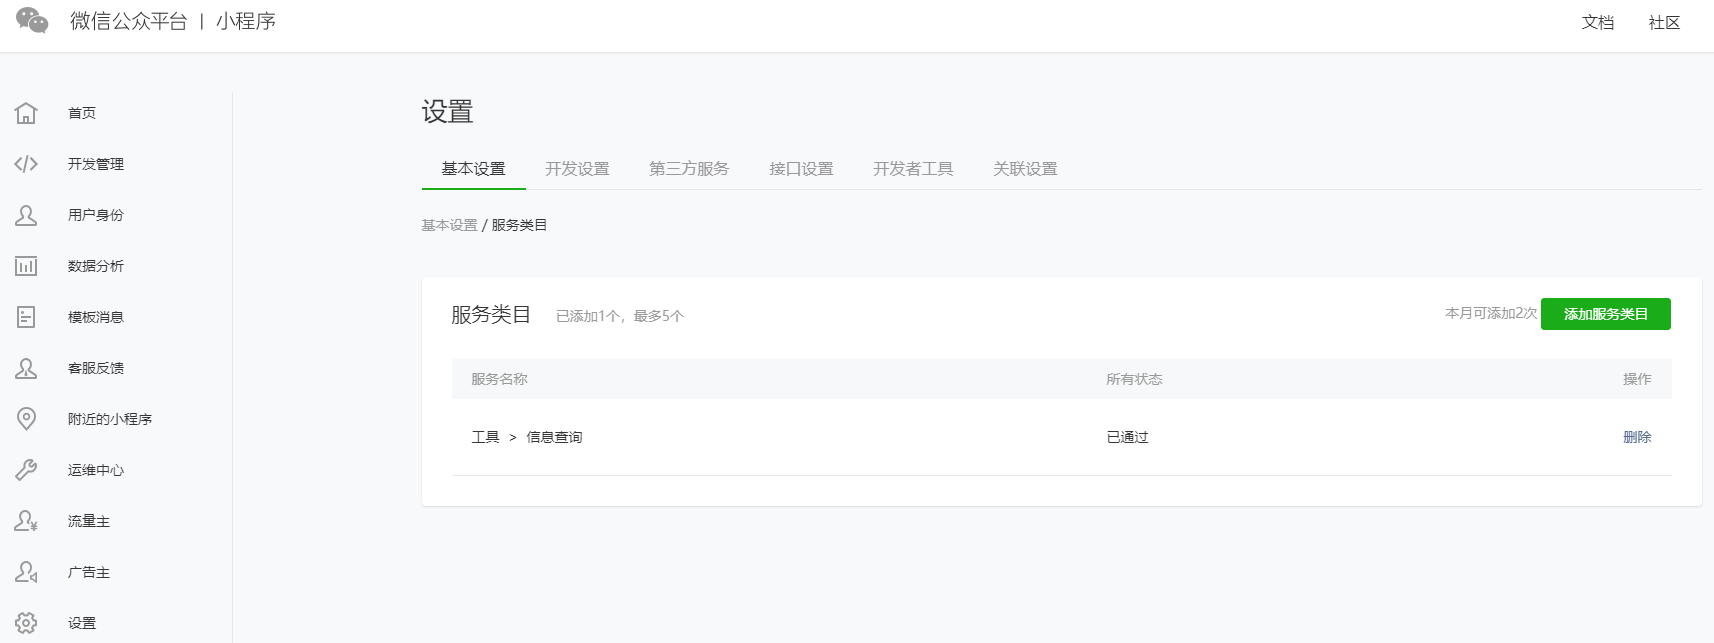 微信公众平台 | 小程序
文档 社区
首页
开发管理
用户身份
数据分析
模板消息
客服反馈
附近的小程序
运维中心
流量主
广告主
设置
设置
基本设置 开发设置 第三方服务 接口设置 开发者工具 关联设置
基本设置 / 服务类目
服务类目 已添加1个，最多5个 本月可添加2次 添加服务类目
服务名称 所有状态 操作
工具 > 信息查询 已通过 删除